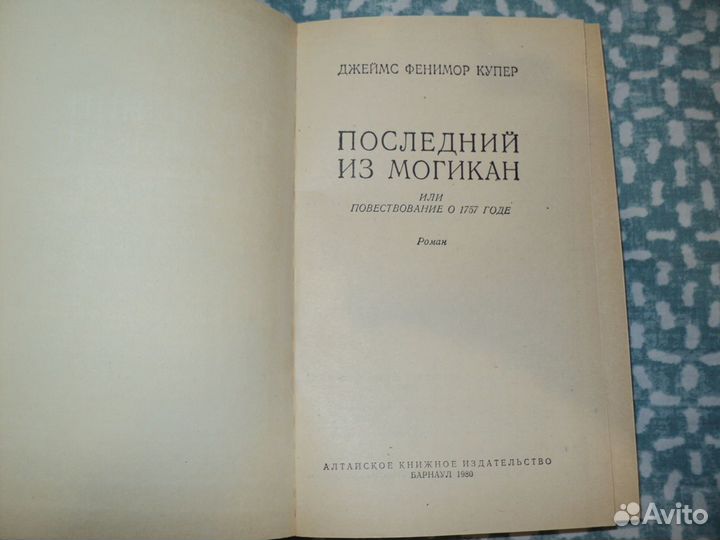 ДЖЕЙМС ФЕНИМОР КУПЕР
ПОСЛЕДНИЙ
ИЗ МОГИКАН
ИЛИ
ПОВЕСТВОВАНИЕ О 1757 ГОДЕ
Роман
АЛТАЙСКОЕ КНИЖНОЕ ИЗДАТЕЛЬСТВО
БАРНАУЛ 1980
Avito